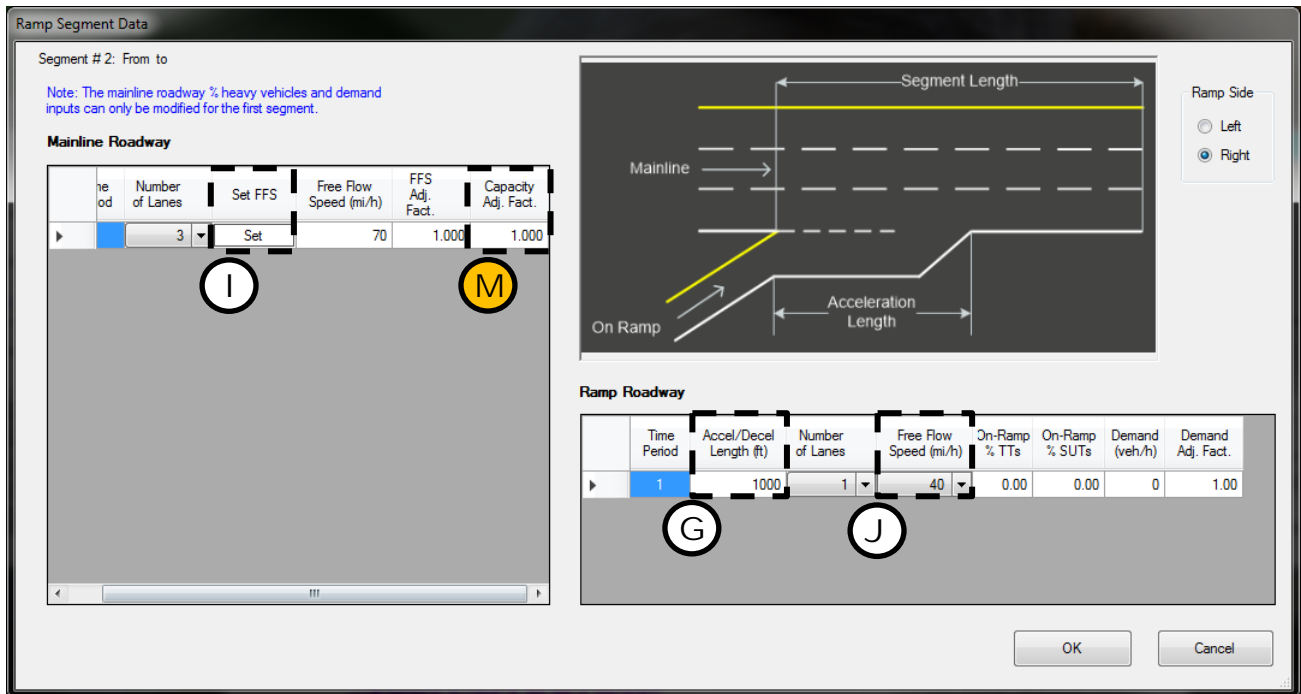 Ramp Segment Data
Segment # 2: From to
Note: The mainline roadway % heavy vehicles and demand
inputs can only be modified for the first segment.
Mainline Roadway
ne
od
Number
of Lanes
Set FFS
Free Flow
Speed (mi/h)
FFS
Adj.
Fact.
Capacity
Adj. Fact.
3
Set
70
1.000
1.000
I
M
Segment Length
Mainline
On Ramp
Acceleration
Length
Ramp Side
Left
Right
Ramp Roadway
Time
Period
Accel/Decel
Length (ft)
Number
of Lanes
Free Flow
Speed (mi/h)
On-Ramp
% TTs
On-Ramp
% SUTs
Demand
(veh/h)
Demand
Adj. Fact.
1
1000
1
40
0.00
0.00
0
1.00
G
J
OK
Cancel